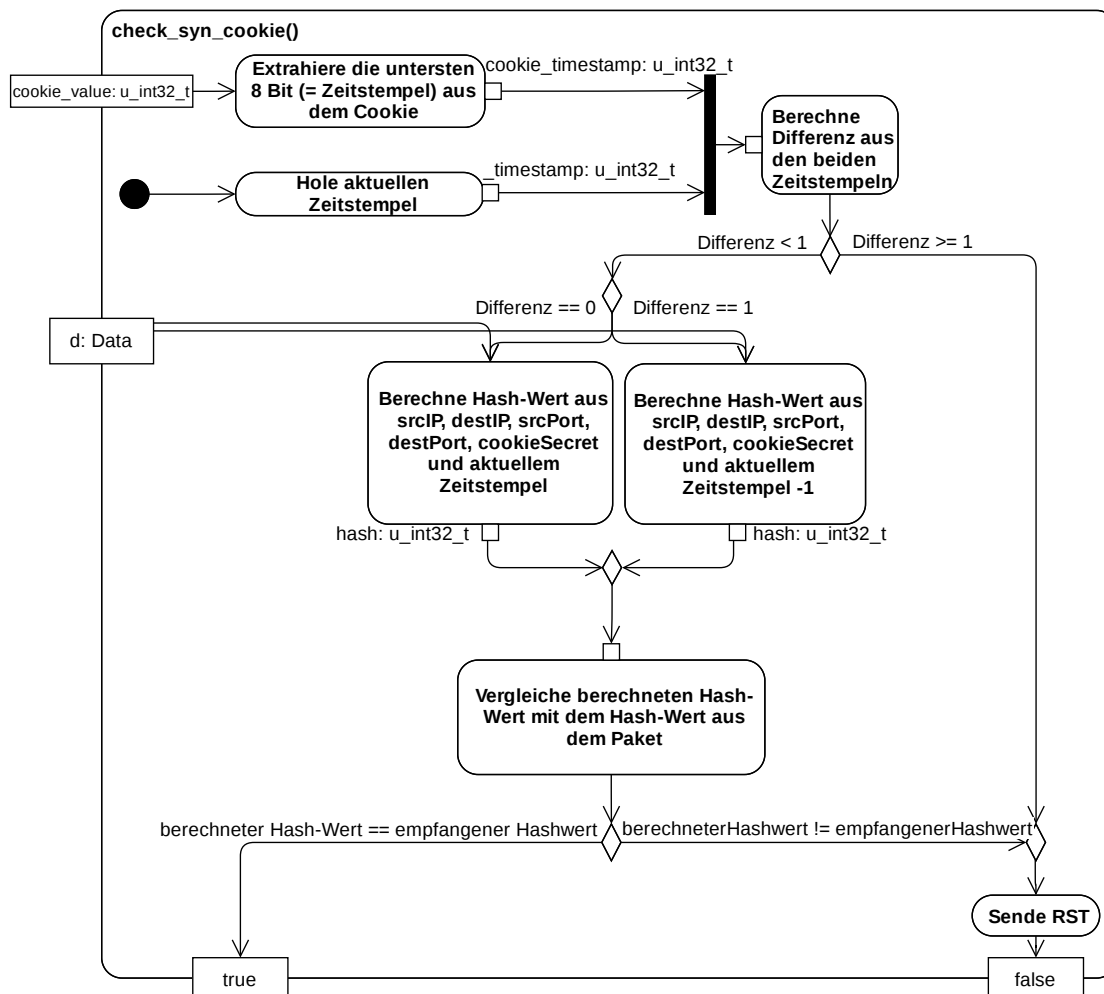 check_syn_cookie()
cookie_value: u_int32_t
Extrahiere die untersten
8 Bit (= Zeitstempel) aus
dem Cookie
cookie_timestamp: u_int32_t
Berechne
Differenz aus
den beiden
Zeitstempeln
Hole aktuellen
Zeitstempel
_timestamp: u_int32_t
Differenz < 1
Differenz >= 1
Differenz == 0
Differenz == 1
d: Data
Berechne Hash-Wert aus
srcIP, destIP, srcPort,
destPort, cookieSecret
und aktuellem
Zeitstempel
Berechne Hash-Wert aus
srcIP, destIP, srcPort,
destPort, cookieSecret
und aktuellem
Zeitstempel -1
hash: u_int32_t
hash: u_int32_t
Vergleiche berechneten Hash-
Wert mit dem Hash-Wert aus
dem Paket
berechneter Hash-Wert == empfangener Hashwert
berechneterHashwert != empfangenerHashwert
Sende RST
true
false